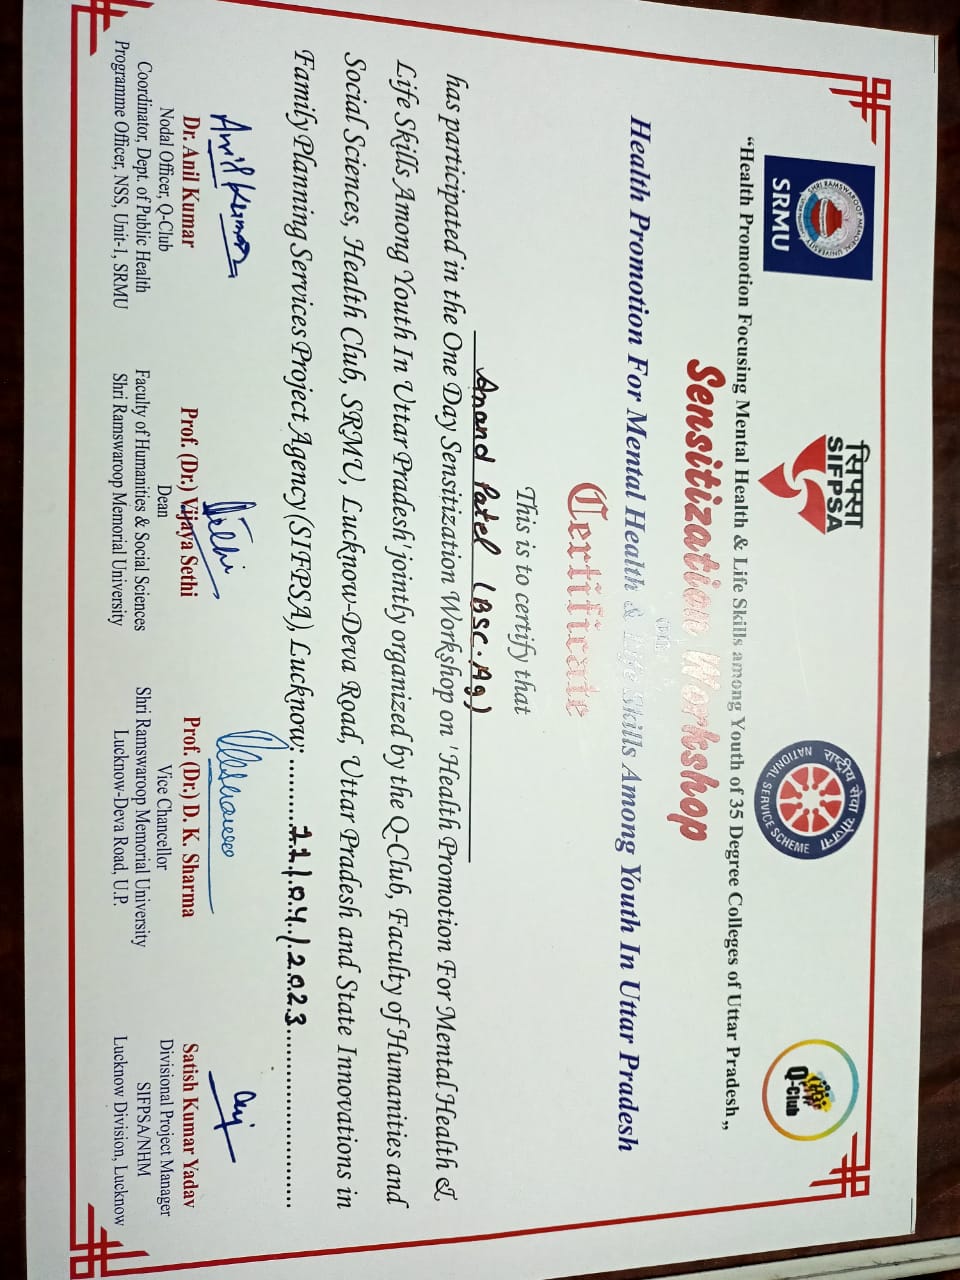 SHRI RAMSWAROOP MEMORIAL UNIVERSITY
UTTAR PRADESH
SRMU
सिफ्सा
SIFPSA
राष्ट्रीय सेवा योजना
NATIONAL SERVICE SCHEME
Q-Club
“Health Promotion Focusing Mental Health & Life Skills among Youth of 35 Degree Colleges of Uttar Pradesh„
Sensitization Workshop
on
Health Promotion For Mental Health & Life Skills Among Youth In Uttar Pradesh
Certificate
This is to certify that
Anand Patel (BSC.Ag)
has participated in the One Day Sensitization Workshop on 'Health Promotion For Mental Health &
Life Skills Among Youth In Uttar Pradesh' jointly organized by the Q-Club, Faculty of Humanities and
Social Sciences, Health Club, SRMU, Lucknow-Deva Road, Uttar Pradesh and State Innovations in
Family Planning Services Project Agency (SIFPSA), Lucknow: .........11/04/2023..............................
Anil Kumar
Dr. Anil Kumar
Nodal Officer, Q-Club
Coordinator, Dept. of Public Health
Programme Officer, NSS, Unit-1, SRMU
Sethi
Prof. (Dr.) Vijaya Sethi
Dean
Faculty of Humanities & Social Sciences
Shri Ramswaroop Memorial University
Prof. (Dr.) D. K. Sharma
Vice Chancellor
Shri Ramswaroop Memorial University
Lucknow-Deva Road, U.P.
Satish Kumar Yadav
Divisional Project Manager
SIFPSA/NHM
Lucknow Division, Lucknow